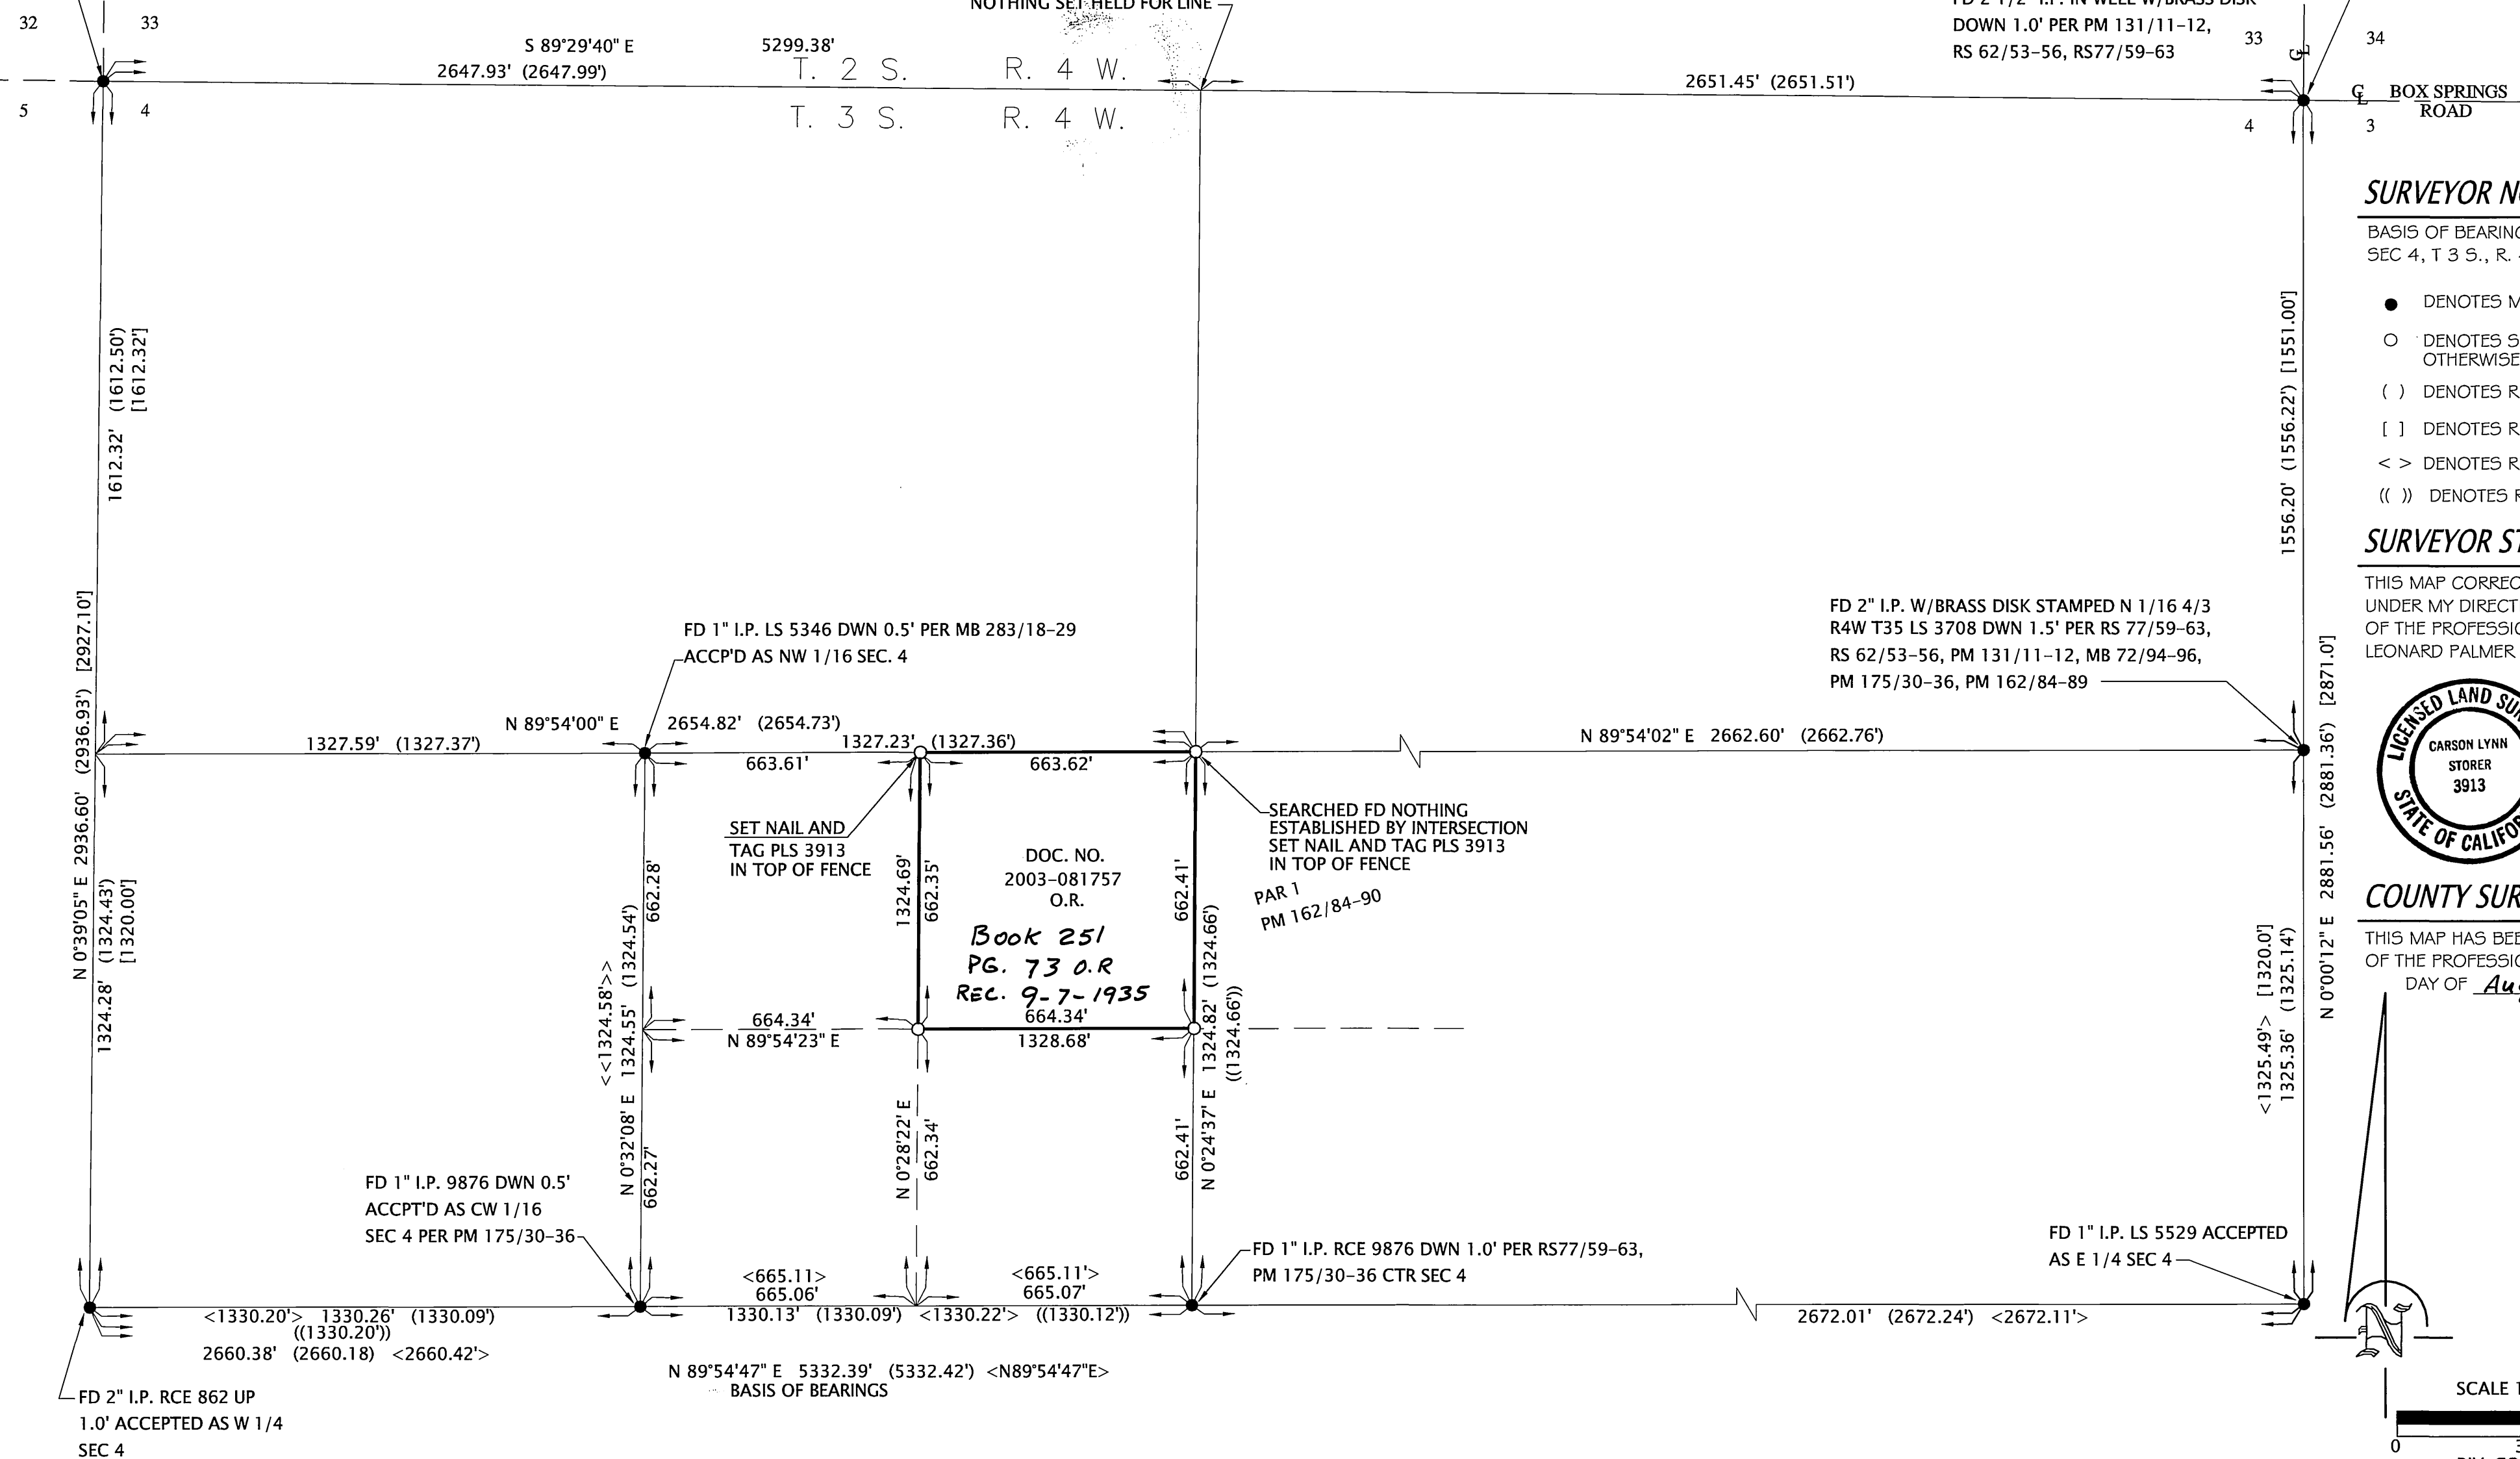 NOTHING SET HELD FOR LINE
DOWN 1.0' PER PM 131/11-12,
RS 62/53-56, RS77/59-63
32
33
5
4
S 89°29'40" E 5299.38'
2647.93' (2647.99')
T. 2 S. R. 4 W.
T. 3 S. R. 4 W.
2651.45' (2651.51')
33
34
4
3
BOX SPRINGS
ROAD
SURVEYOR
BASIS OF
SEC 4, T 3 S., R.
DENOTES
DENOTES
OTHERWISE
( ) DENOTES
[ ] DENOTES
< > DENOTES
(( )) DENOTES
SURVEYOR
THIS MAP
UNDER MY DIRECT
OF THE
LEONARD PALMER
LICENSED LAND
CARSON LYNN
STORER
3913
STATE OF
COUNTY
THIS MAP HAS
OF THE
DAY OF
1612.32' (1612.50')
[1612.32']
N 0°39'05" E 2936.60' (2936.93') [2927.10']
1324.28' (1324.43')
[1320.00']
1556.20' (1556.22') [1551.00']
N 0°00'12" E 2881.56' (2881.36') [2871.0']
<1325.49'> [1320.0']
1325.36' (1325.14')
FD 1" I.P. LS 5346 DWN 0.5' PER MB 283/18-29
ACCP'D AS NW 1/16 SEC. 4
FD 2" I.P. W/BRASS DISK STAMPED N 1/16 4/3
R4W T35 LS 3708 DWN 1.5' PER RS 77/59-63,
RS 62/53-56, PM 131/11-12, MB 72/94-96,
PM 175/30-36, PM 162/84-89
N 89°54'00" E 2654.82' (2654.73')
1327.59' (1327.37')
1327.23' (1327.36')
663.61'
663.62'
N 89°54'02" E 2662.60' (2662.76')
SET NAIL AND
TAG PLS 3913
IN TOP OF FENCE
SEARCHED FD NOTHING
ESTABLISHED BY INTERSECTION
SET NAIL AND TAG PLS 3913
IN TOP OF FENCE
PAR 1
PM 162/84-90
DOC. NO.
2003-081757
O.R.
Book 251
PG. 73 O.R
REC. 9-7-1935
662.28'
<<1324.58'>>
N 0°32'08" E 1324.55' (1324.54')
662.27'
1324.69'
662.35'
N 0°28'22" E
662.34'
662.41'
N 0°24'37" E 1324.82' (1324.66')
((1324.66'))
662.41'
664.34'
N 89°54'23" E
664.34'
1328.68'
FD 1" I.P. 9876 DWN 0.5'
ACCPT'D AS CW 1/16
SEC 4 PER PM 175/30-36
FD 1" I.P. RCE 9876 DWN 1.0' PER RS77/59-63,
PM 175/30-36 CTR SEC 4
FD 1" I.P. LS 5529 ACCEPTED
AS E 1/4 SEC 4
<1330.20'> 1330.26' (1330.09')
((1330.20'))
2660.38' (2660.18) <2660.42'>
<665.11>
665.06'
<665.11'>
665.07'
1330.13' (1330.09') <1330.22'> ((1330.12'))
2672.01' (2672.24') <2672.11'>
N 89°54'47" E 5332.39' (5332.42') <N89°54'47"E>
BASIS OF BEARINGS
FD 2" I.P. RCE 862 UP
1.0' ACCEPTED AS W 1/4
SEC 4
N
SCALE
0